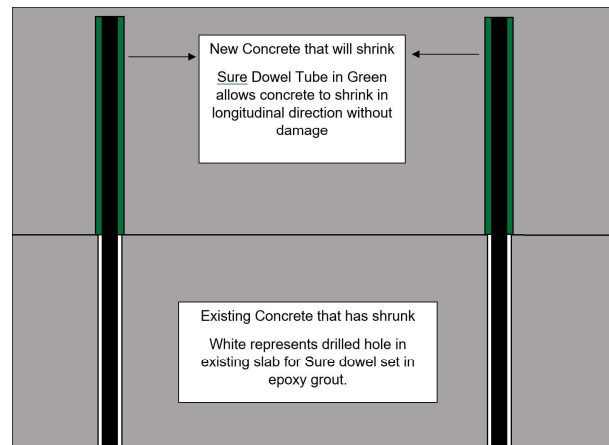 New Concrete that will shrink
Sure Dowel Tube in Green
allows concrete to shrink in
longitudinal direction without
damage
Existing Concrete that has shrunk
White represents drilled hole in
existing slab for Sure dowel set in
epoxy grout.